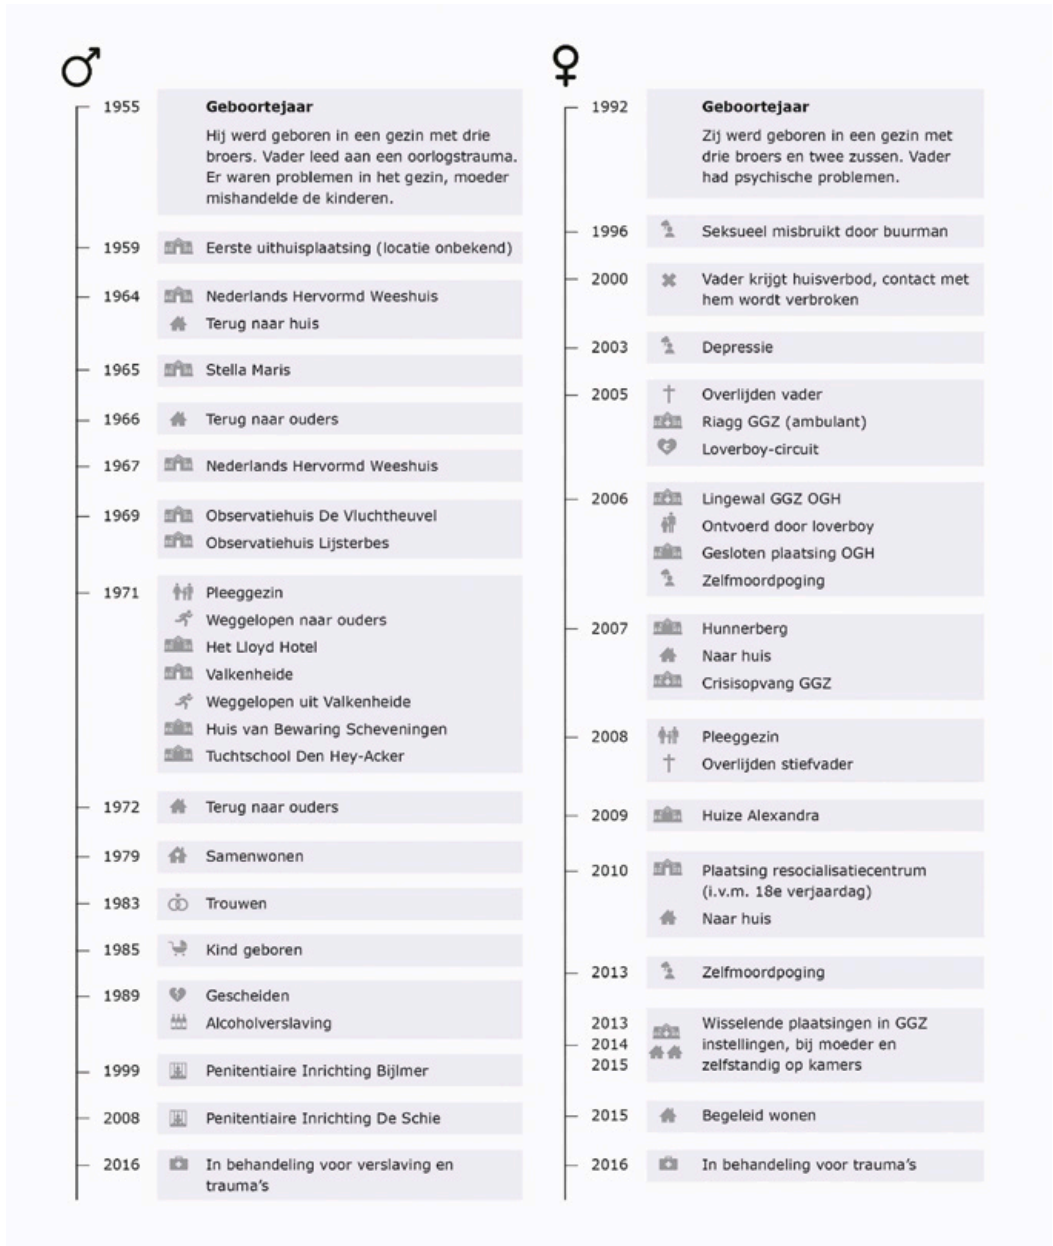 1955
Geboortejaar
Hij werd geboren in een gezin met drie
broers. Vader leed aan een oorlogstrauma.
Er waren problemen in het gezin, moeder
mishandelde de kinderen.
1959
Eerste uithuisplaatsing (locatie onbekend)
1964
Nederlands Hervormd Weeshuis
Terug naar huis
1965
Stella Maris
1966
Terug naar ouders
1967
Nederlands Hervormd Weeshuis
1969
Observatiehuis De Vluchtheuvel
Observatiehuis Lijsterbes
1971
Pleeggezin
Weggelopen naar ouders
Het Lloyd Hotel
Valkenheide
Weggelopen uit Valkenheide
Huis van Bewaring Scheveningen
Tuchtschool Den Hey-Acker
1972
Terug naar ouders
1979
Samenwonen
1983
Trouwen
1985
Kind geboren
1989
Gescheiden
Alcoholverslaving
1999
Penitentiaire Inrichting Bijlmer
2008
Penitentiaire Inrichting De Schie
2016
In behandeling voor verslaving en
trauma's
1992
Geboortejaar
Zij werd geboren in een gezin met
drie broers en twee zussen. Vader
had psychische problemen.
1996
Seksueel misbruikt door buurman
2000
Vader krijgt huisverbod, contact met
hem wordt verbroken
2003
Depressie
2005
Overlijden vader
Riagg GGZ (ambulant)
Loverboy-circuit
2006
Lingewal GGZ OGH
Ontvoerd door loverboy
Gesloten plaatsing OGH
Zelfmoordpoging
2007
Hunnerberg
Naar huis
Crisisopvang GGZ
2008
Pleeggezin
Overlijden stiefvader
2009
Huize Alexandra
2010
Plaatsing resocialisatiecentrum
(i.v.m. 18e verjaardag)
Naar huis
2013
Zelfmoordpoging
2013
2014
2015
Wisselende plaatsingen in GGZ
instellingen, bij moeder en
zelfstandig op kamers
2015
Begeleid wonen
2016
In behandeling voor trauma's